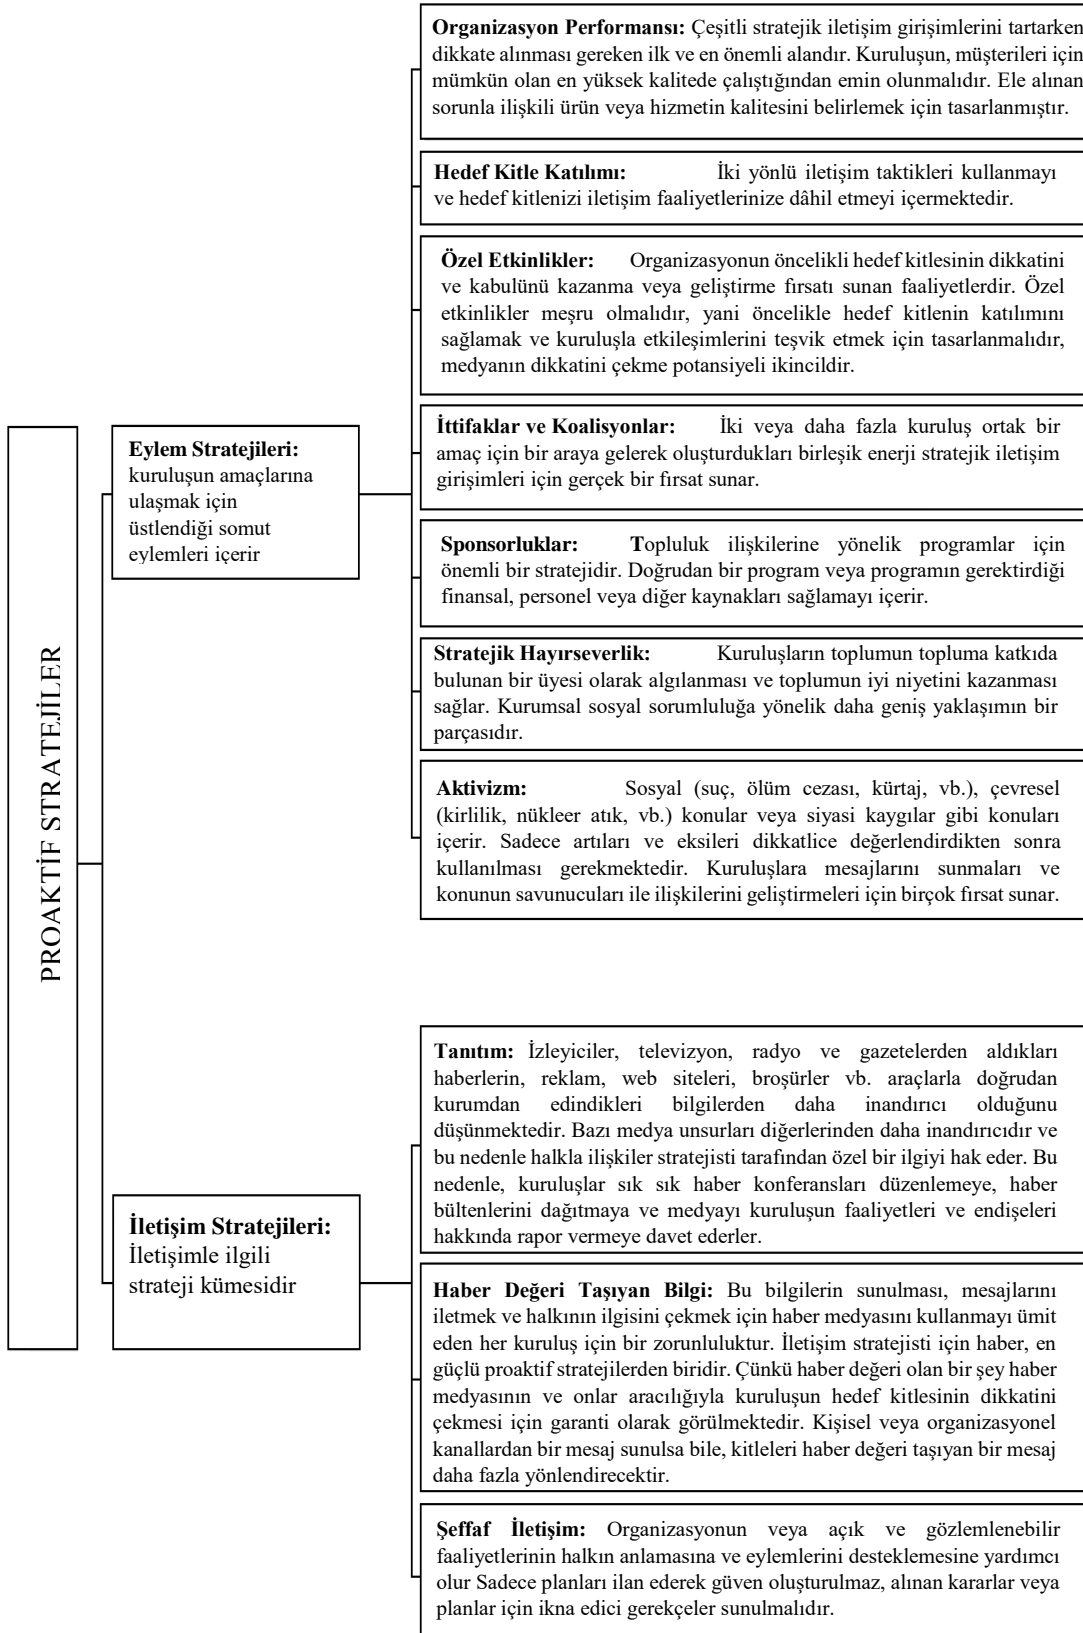 Organizasyon Performansı: Çeşitli stratejik iletişim girişimlerini tartarken
dikkate alınması gereken ilk ve en önemli alandır. Kuruluşun, müşterileri için
mümkün olan en yüksek kalitede çalıştığından emin olunmalıdır. Ele alınan
sorunla ilişkili ürün veya hizmetin kalitesini belirlemek için tasarlanmıştır.
Hedef Kitle Katılımı: İki yönlü iletişim taktikleri kullanmayı
ve hedef kitlenizi iletişim faaliyetlerinize dâhil etmeyi içermektedir.
Özel Etkinlikler: Organizasyonun öncelikli hedef kitlesinin dikkatini
ve kabulünü kazanma veya geliştirme fırsatı sunan faaliyetlerdir. Özel
etkinlikler meşru olmalıdır, yani öncelikle hedef kitlenin katılımını
sağlamak ve kuruluşla etkileşimlerini teşvik etmek için tasarlanmalıdır,
medyanın dikkatini çekme potansiyeli ikincildir.
İttifaklar ve Koalisyonlar: İki veya daha fazla kuruluş ortak bir
amaç için bir araya gelerek oluşturdukları birleşik enerji stratejik iletişim
girişimleri için gerçek bir fırsat sunar.
Eylem Stratejileri:
kuruluşun amaçlarına
ulaşmak için
üstlendiği somut
eylemleri içerir
Sponsorluklar: Topluluk ilişkilerine yönelik programlar için
önemli bir stratejidir. Doğrudan bir program veya programın gerektirdiği
finansal, personel veya diğer kaynakları sağlamayı içerir.
Stratejik Hayırseverlik: Kuruluşların toplumun topluma katkıda
bulunan bir üyesi olarak algılanması ve toplumun iyi niyetini kazanması
sağlar. Kurumsal sosyal sorumluluğa yönelik daha geniş yaklaşımın bir
parçasıdır.
Aktivizm: Sosyal (suç, ölüm cezası, kürtaj, vb.), çevresel
(kirlilik, nükleer atık, vb.) konular veya siyasi kaygılar gibi konuları
içerir. Sadece artıları ve eksileri dikkatlice değerlendirdikten sonra
kullanılması gerekmektedir. Kuruluşlara mesajlarını sunmaları ve
konunun savunucuları ile ilişkilerini geliştirmeleri için birçok fırsat sunar.
PROAKTİF STRATEJİLER
Tanıtım: İzleyiciler, televizyon, radyo ve gazetelerden aldıkları
haberlerin, reklam, web siteleri, broşürler vb. araçlarla doğrudan
kurumdan edindikleri bilgilerden daha inandırıcı olduğunu
düşünmektedir. Bazı medya unsurları diğerlerinden daha inandırıcıdır ve
bu nedenle halkla ilişkiler stratejisti tarafından özel bir ilgiyi hak eder. Bu
nedenle, kuruluşlar sık sık haber konferansları düzenlemeye, haber
bültenlerini dağıtmaya ve medyayı kuruluşun faaliyetleri ve endişeleri
hakkında rapor vermeye davet ederler.
İletişim Stratejileri:
İletişimle ilgili
strateji kümesidir
Haber Değeri Taşıyan Bilgi: Bu bilgilerin sunulması, mesajlarını
iletmek ve halkının ilgisini çekmek için haber medyasını kullanmayı ümit
eden her kuruluş için bir zorunluluktur. İletişim stratejisti için haber, en
güçlü proaktif stratejilerden biridir. Çünkü haber değeri olan bir şey haber
medyasının ve onlar aracılığıyla kuruluşun hedef kitlesinin dikkatini
çekmesi için garanti olarak görülmektedir. Kişisel veya organizasyonel
kanallardan bir mesaj sunulsa bile, kitleleri haber değeri taşıyan bir mesaj
daha fazla yönlendirecektir.
Şeffaf İletişim: Organizasyonun veya açık ve gözlemlenebilir
faaliyetlerinin halkın anlamasına ve eylemlerini desteklemesine yardımcı
olur Sadece planları ilan ederek güven oluşturulmaz, alınan kararlar veya
planlar için ikna edici gerekçeler sunulmalıdır.